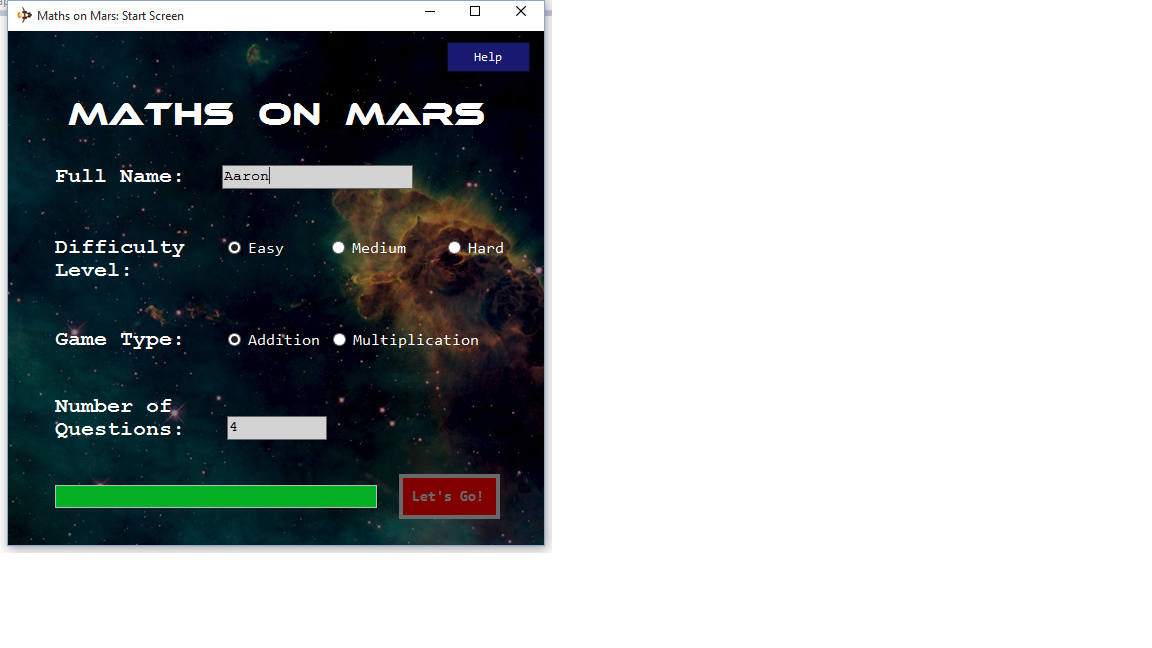 Maths on Mars: Start Screen
Help
MATHS ON MARS
Full Name: Aaron
Difficulty Level: Easy Medium Hard
Game Type: Addition Multiplication
Number of
Questions: 4
Let's Go!